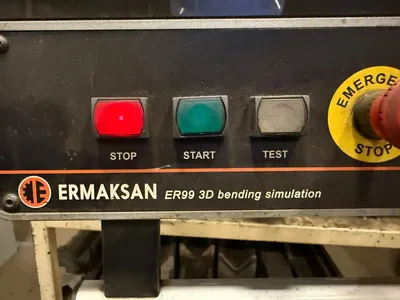 EMERGE
STOP
STOP START TEST
ERMAKSAN ER99 3D bending simulation